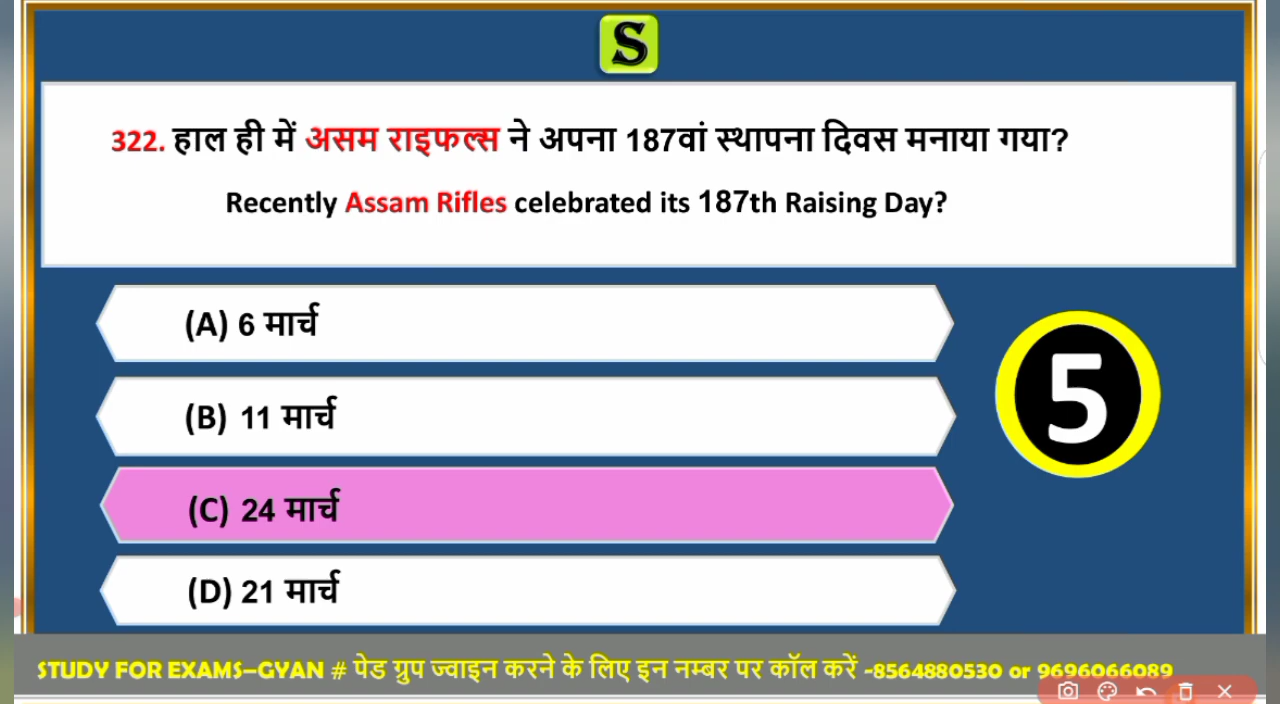 S
322. हाल ही में असम राइफल्स ने अपना 187वां स्थापना दिवस मनाया गया?
Recently Assam Rifles celebrated its 187th Raising Day?
(A) 6 मार्च
(B) 11 मार्च
5
(C) 24 मार्च
(D) 21 मार्च
STUDY FOR EXAMS–GYAN # पेड ग्रुप ज्वाइन करने के लिए इन नम्बर पर कॉल करें -8564880530 or 9696066089